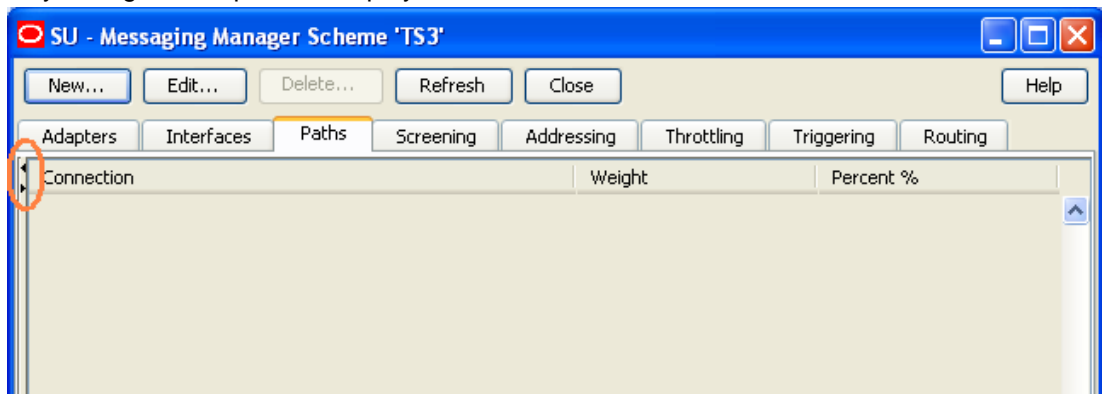 SU - Messaging Manager Scheme 'TS3'
New... Edit... Delete... Refresh Close Help
Adapters Interfaces Paths Screening Addressing Throttling Triggering Routing
Connection Weight Percent %